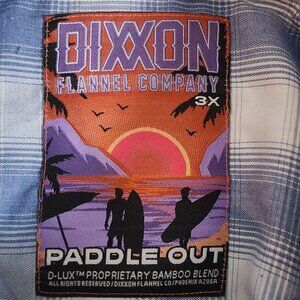 DIXXON
FLANNEL COMPANY
3X
PADDLE OUT
D-LUX™ PROPRIETARY BAMBOO BLEND
ALL RIGHTS RESERVED/DIXXON FLANNEL CO/PHOENIX AZ USA